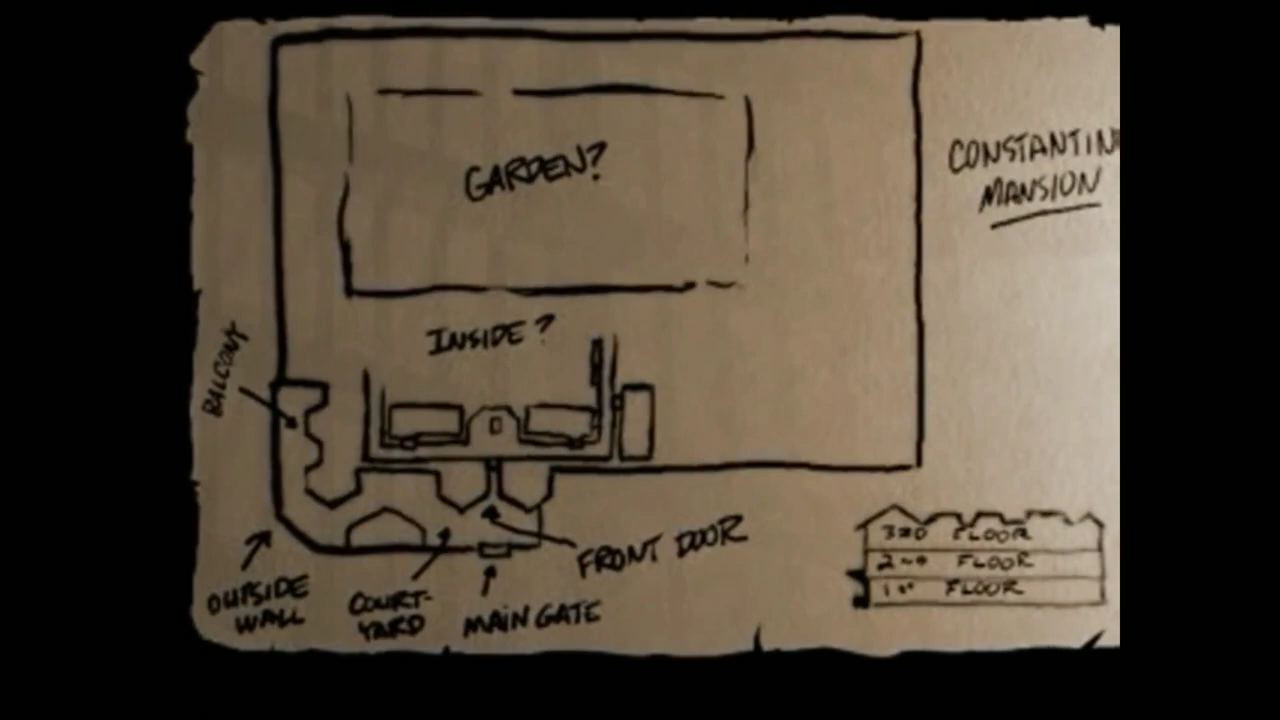 GARDEN?
CONSTANTIN
MANSION
INSIDE?
BALCONY
FRONT DOOR
3RD FLOOR
2ND FLOOR
1ST FLOOR
OUTSIDE
WALL
COURT-
YARD
MAIN GATE